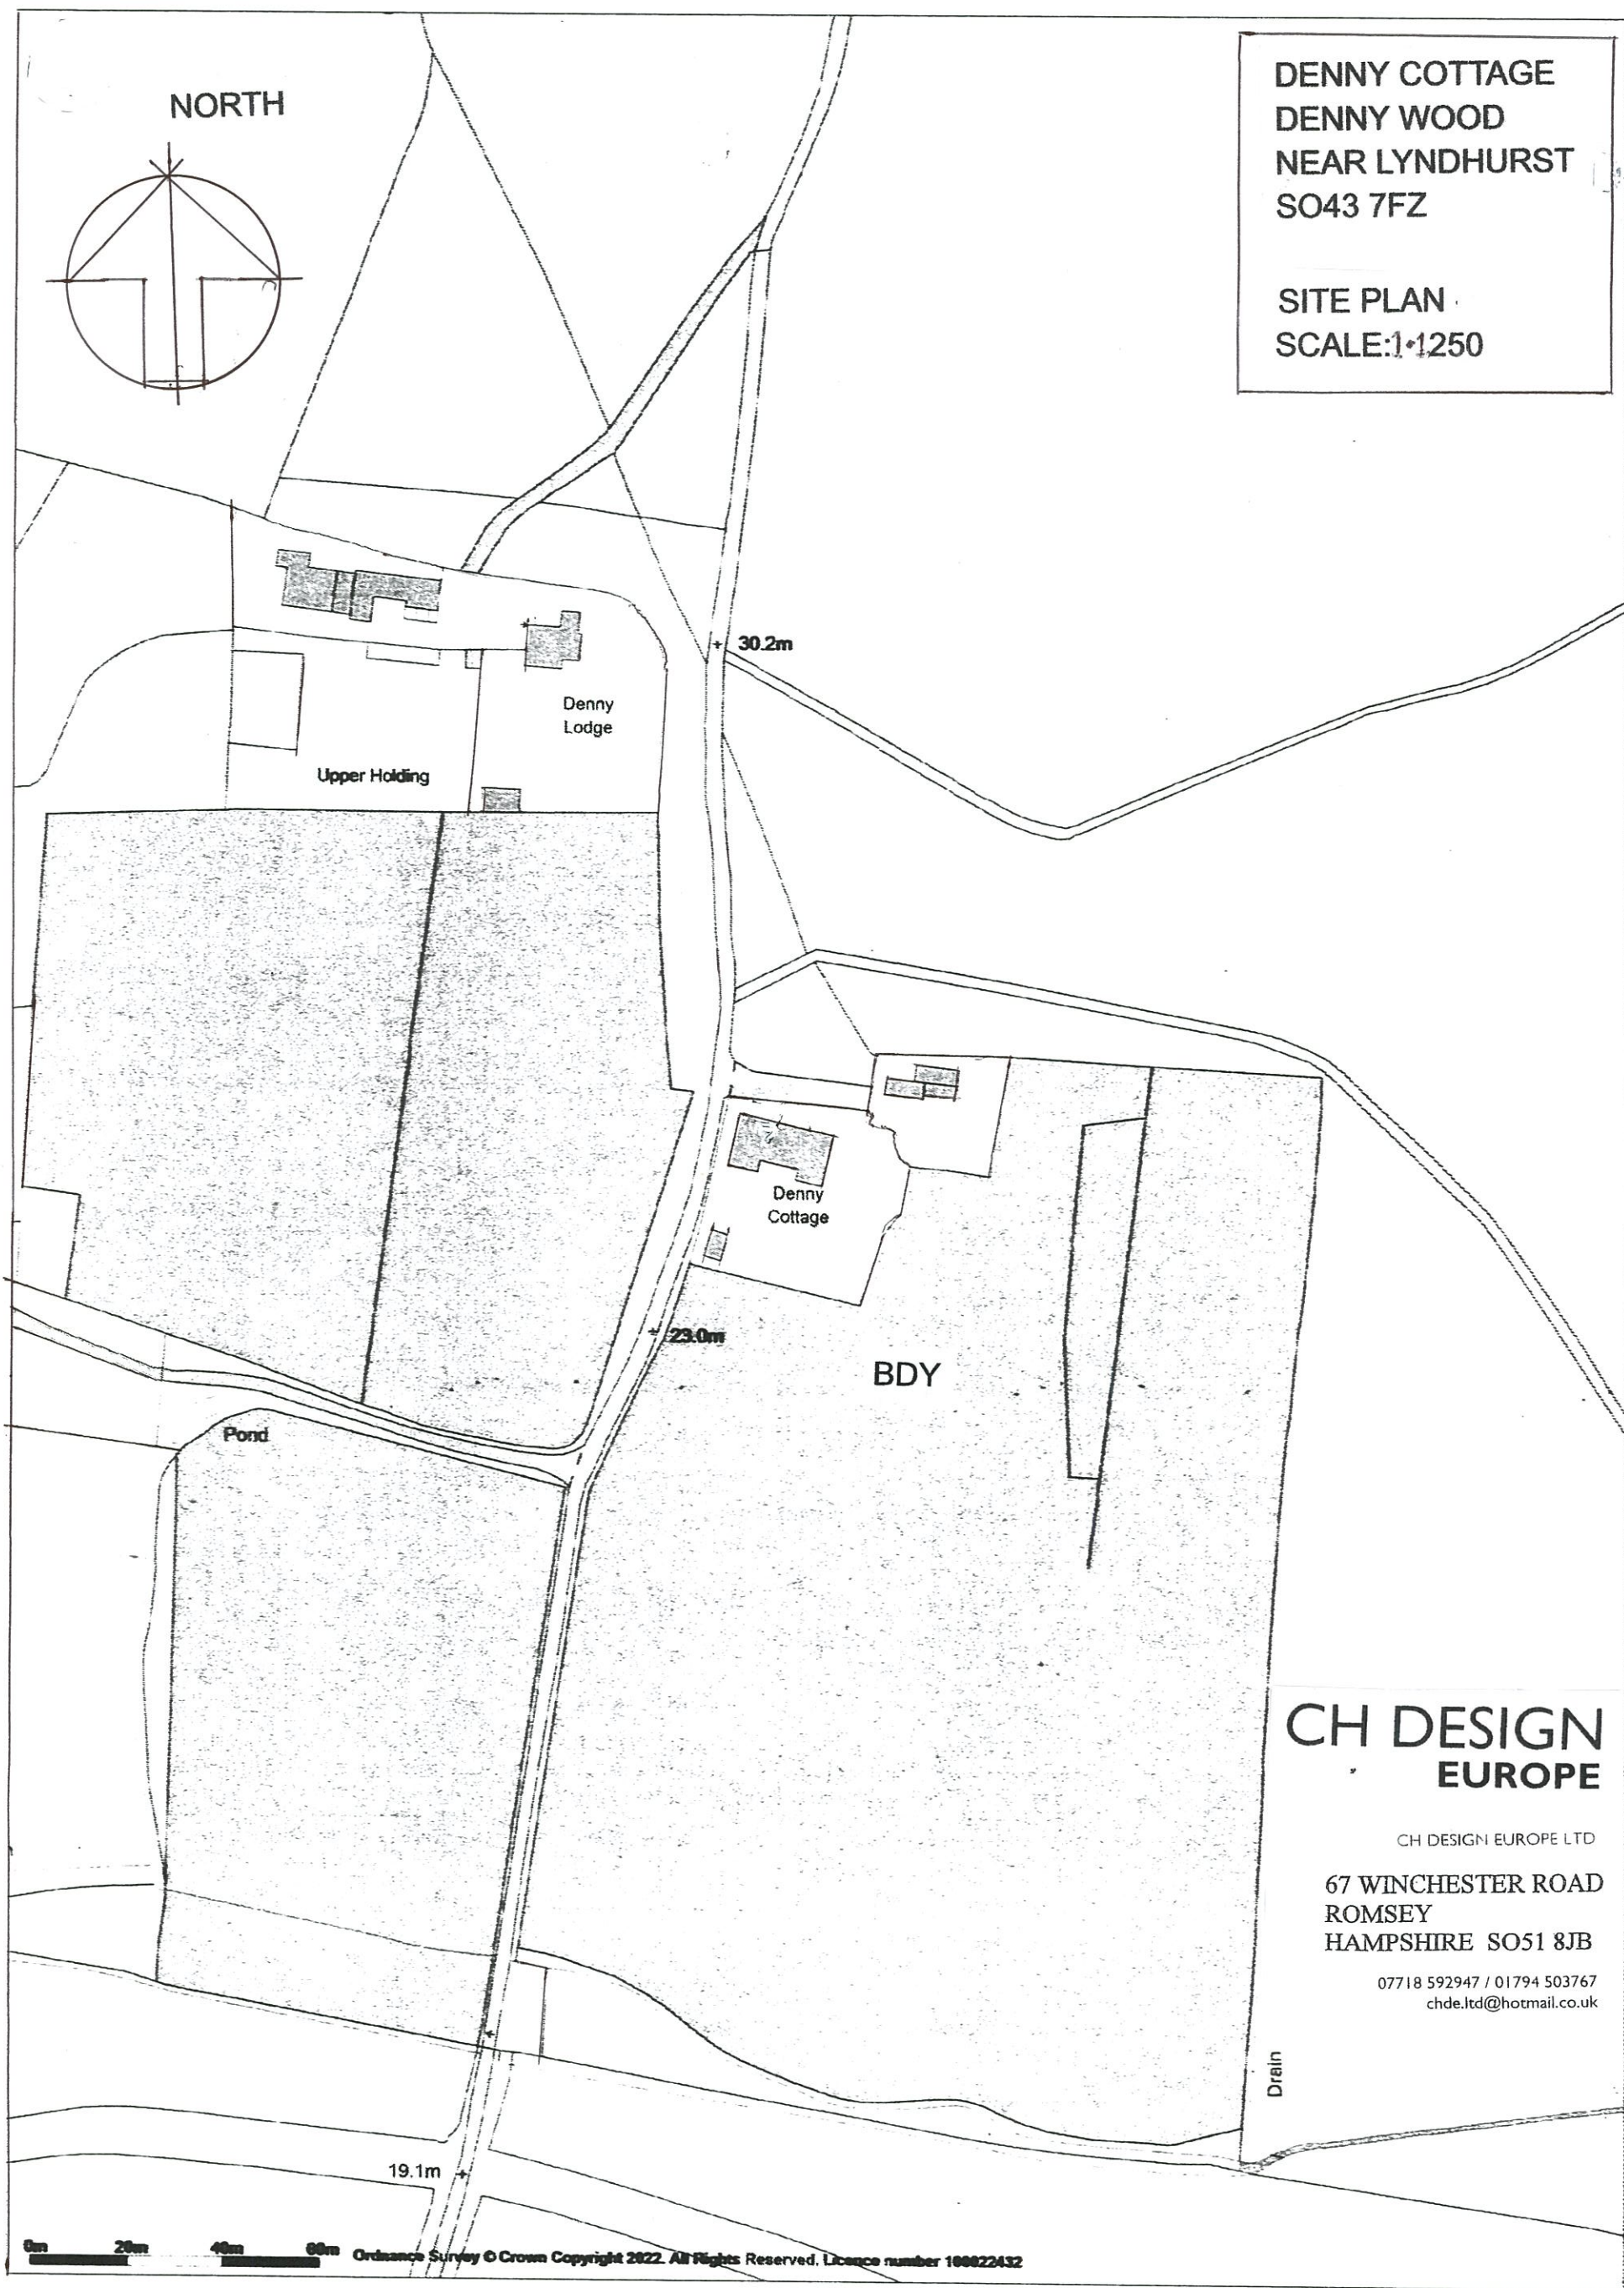 NORTH
DENNY COTTAGE
DENNY WOOD
NEAR LYNDHURST
SO43 7FZ
SITE PLAN
SCALE:1:1250
30.2m
Denny
Lodge
Upper Holding
Denny
Cottage
23.0m
BDY
Pond
CH DESIGN
EUROPE
CH DESIGN EUROPE LTD
67 WINCHESTER ROAD
ROMSEY
HAMPSHIRE SO51 8JB
07718 592947 / 01794 503767
chde.ltd@hotmail.co.uk
Drain
19.1m
0m 20m 40m 60m
Ordnance Survey © Crown Copyright 2022. All Rights Reserved. Licence number 100022432